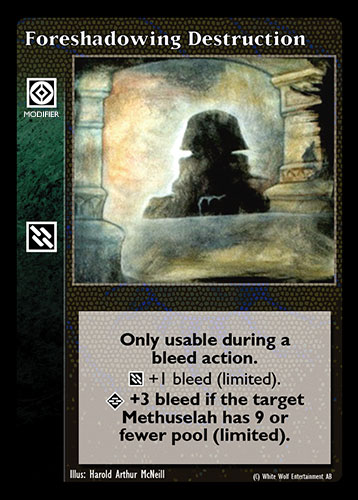 Foreshadowing Destruction
MODIFIER
Only usable during a
bleed action.
+1 bleed (limited).
+3 bleed if the target
Methuselah has 9 or
fewer pool (limited).
Illus: Harold Arthur McNeill
(C) White Wolf Entertainment AB